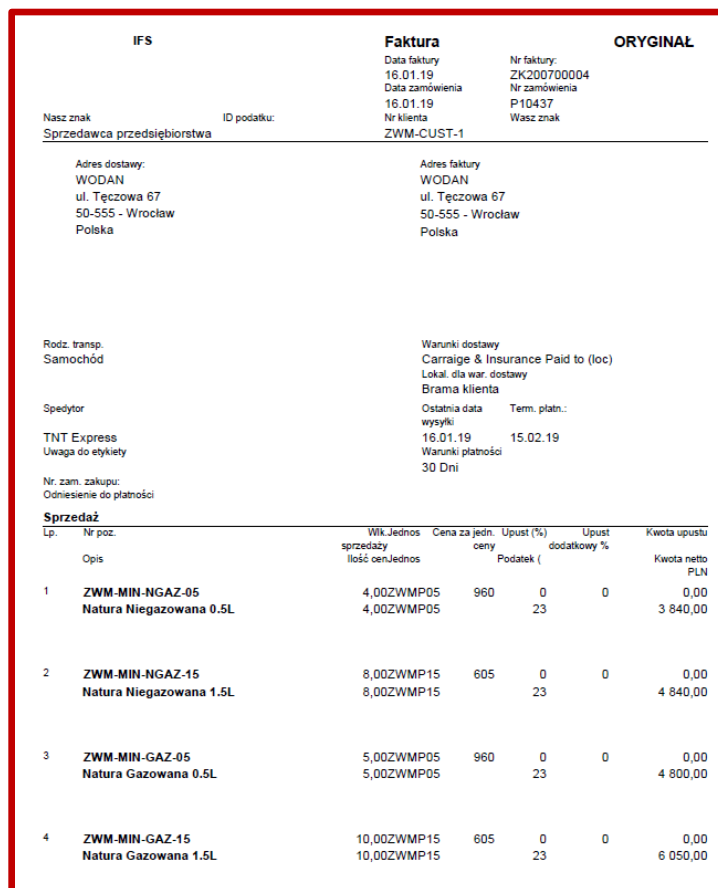 IFS Faktura ORYGINAŁ
Data faktury Nr faktury:
16.01.19 ZK200700004
Data zamówienia Nr zamówienia
16.01.19 P10437
Nasz znak ID podatku: Nr klienta Wasz znak
Sprzedawca przedsiębiorstwa ZWM-CUST-1
Adres dostawy: Adres faktury
WODAN WODAN
ul. Tęczowa 67 ul. Tęczowa 67
50-555 - Wrocław 50-555 - Wrocław
Polska Polska
Rodz. transp. Warunki dostawy
Samochód Carraige & Insurance Paid to (loc)
Lokal. dla war. dostawy
Brama klienta
Spedytor Ostatnia data Term. płatn.:
wysyłki
TNT Express 16.01.19 15.02.19
Uwaga do etykiety Warunki płatności
30 Dni
Nr. zam. zakupu:
Odniesienie do płatności
Sprzedaż
Lp. Nr poz. Wlk.Jednos Cena za jedn. Upust (%) Upust Kwota upustu
sprzedaży ceny dodatkowy %
Opis Ilość cenJednos Podatek ( Kwota netto
PLN
1 ZWM-MIN-NGAZ-05 4,00ZWMP05 960 0 0 0,00
Natura Niegazowana 0.5L 4,00ZWMP05 23 3 840,00
2 ZWM-MIN-NGAZ-15 8,00ZWMP15 605 0 0 0,00
Natura Niegazowana 1.5L 8,00ZWMP15 23 4 840,00
3 ZWM-MIN-GAZ-05 5,00ZWMP05 960 0 0 0,00
Natura Gazowana 0.5L 5,00ZWMP05 23 4 800,00
4 ZWM-MIN-GAZ-15 10,00ZWMP15 605 0 0 0,00
Natura Gazowana 1.5L 10,00ZWMP15 23 6 050,00